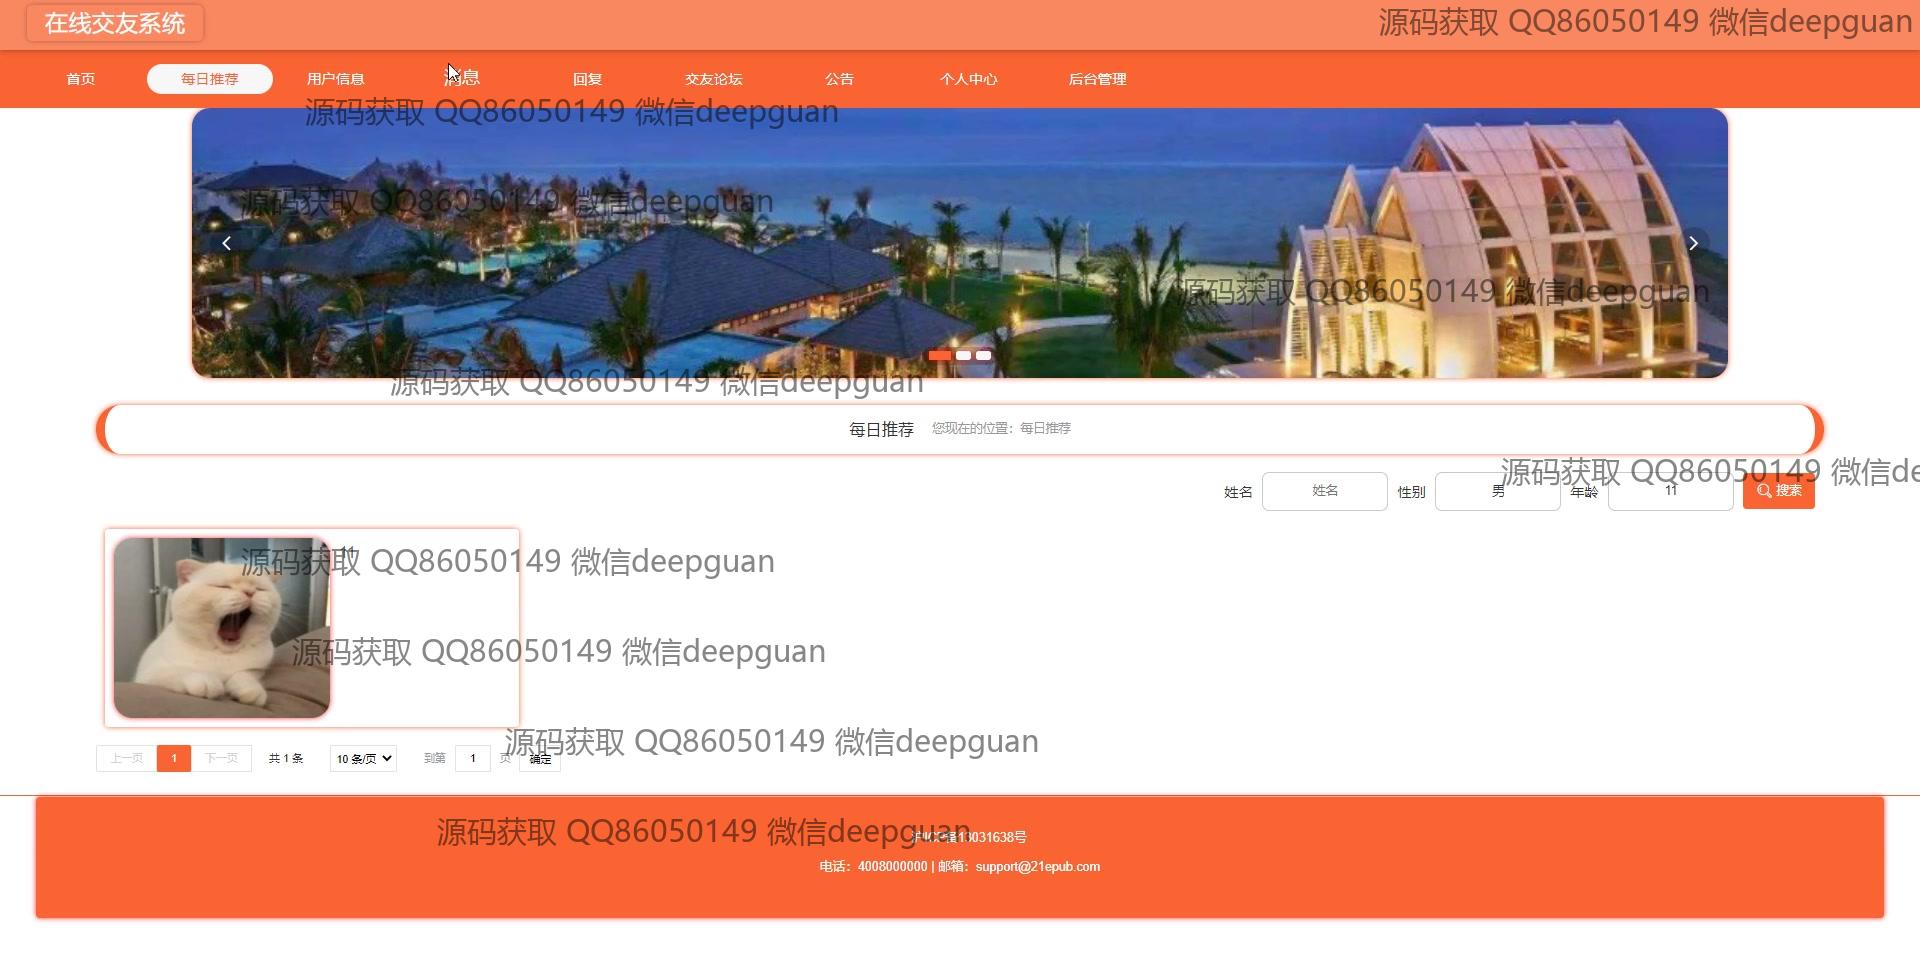 在线交友系统
源码获取 QQ86050149 微信deepguan
首页 每日推荐 用户信息 消息 回复 交友论坛 公告 个人中心 后台管理
源码获取 QQ86050149 微信deepguan
源码获取 QQ86050149 微信deepguan
源码获取 QQ86050149 微信deepguan
源码获取 QQ86050149 微信deepguan
每日推荐 您现在的位置：每日推荐
源码获取 QQ86050149 微信de
姓名 姓名 性别 男 年龄 11 搜索
11
源码获取 QQ86050149 微信deepguan
源码获取 QQ86050149 微信deepguan
源码获取 QQ86050149 微信deepguan
上一页 1 下一页 共 1 条 10 条/页 到第 1 页 确定
源码获取 QQ86050149 微信deepguan
13031638号
电话：4008000000 | 邮箱：support@21epub.com